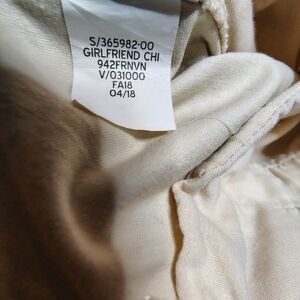 S/365982-00
GIRLFRIEND CHI
942FRNVN
V/031000
FA18
04/18